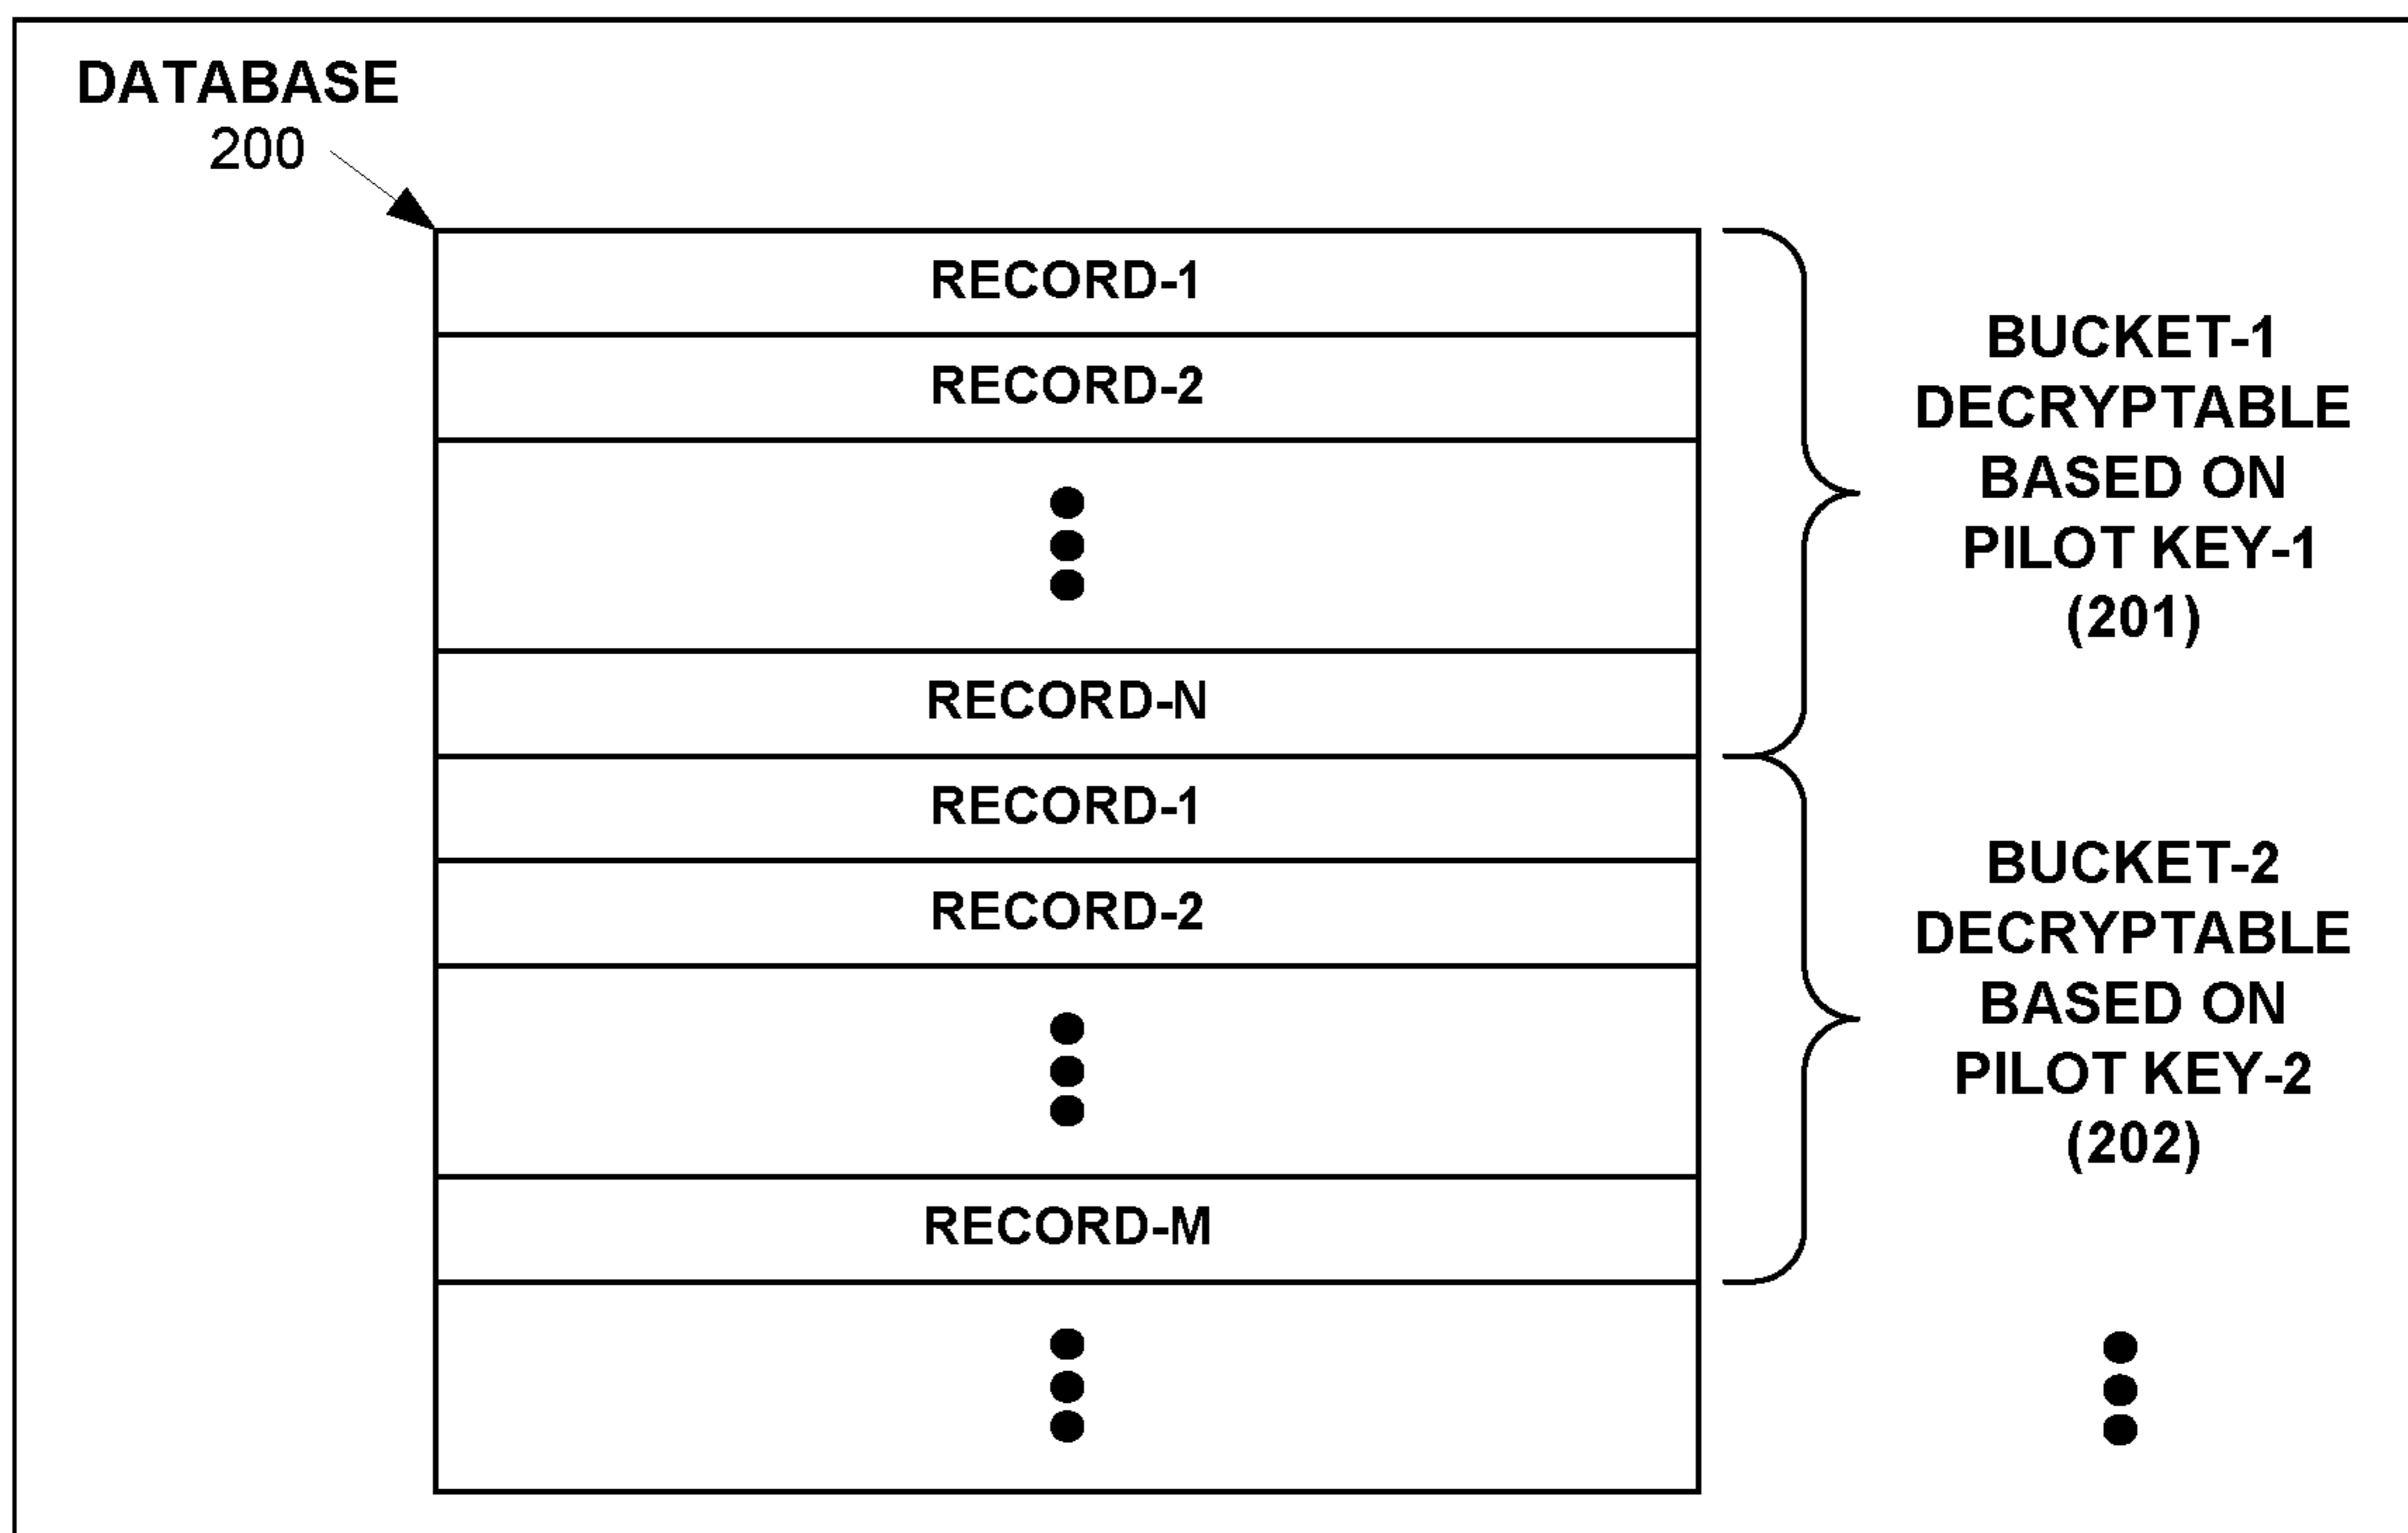 DATABASE
200
RECORD-1
RECORD-2
RECORD-N
RECORD-1
RECORD-2
RECORD-M
BUCKET-1
DECRYPTABLE
BASED ON
PILOT KEY-1
(201)
BUCKET-2
DECRYPTABLE
BASED ON
PILOT KEY-2
(202)